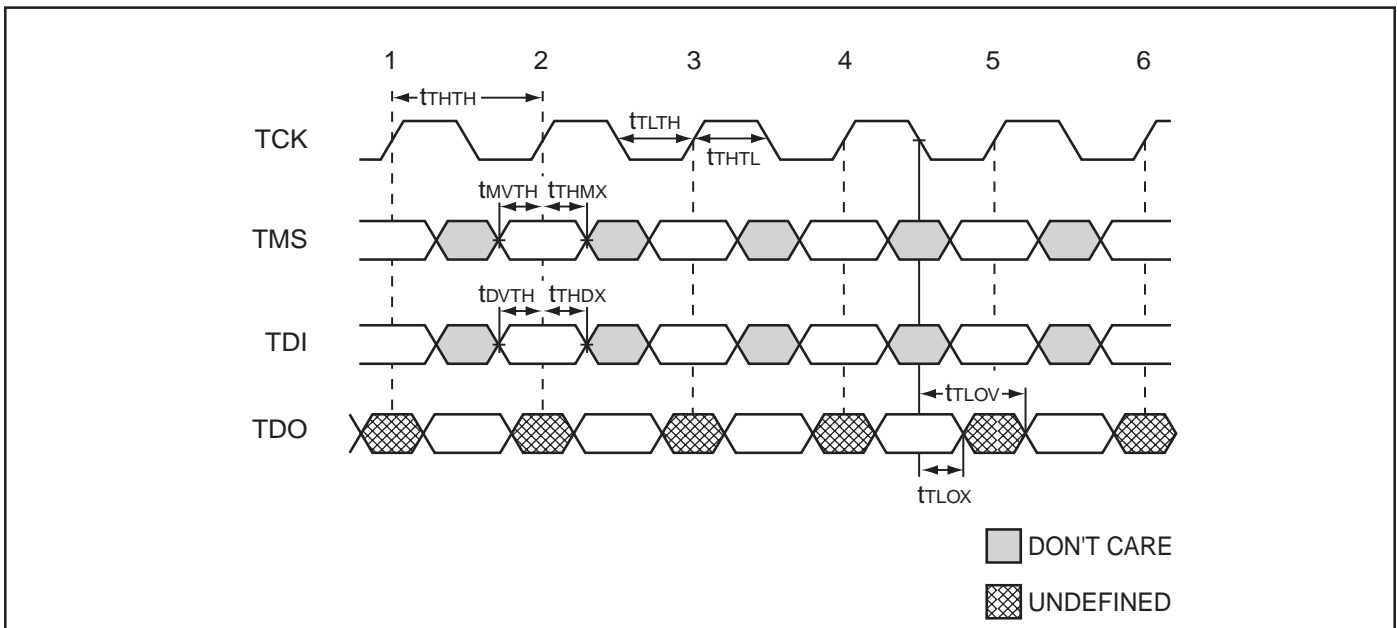 1 2 3 4 5 6
tTHTH
TCK
tTLTH
tTHTL
tMVTH tTHMX
TMS
tDVTH tTHDX
TDI
tTLOV
TDO
tTLOX
DON'T CARE
UNDEFINED